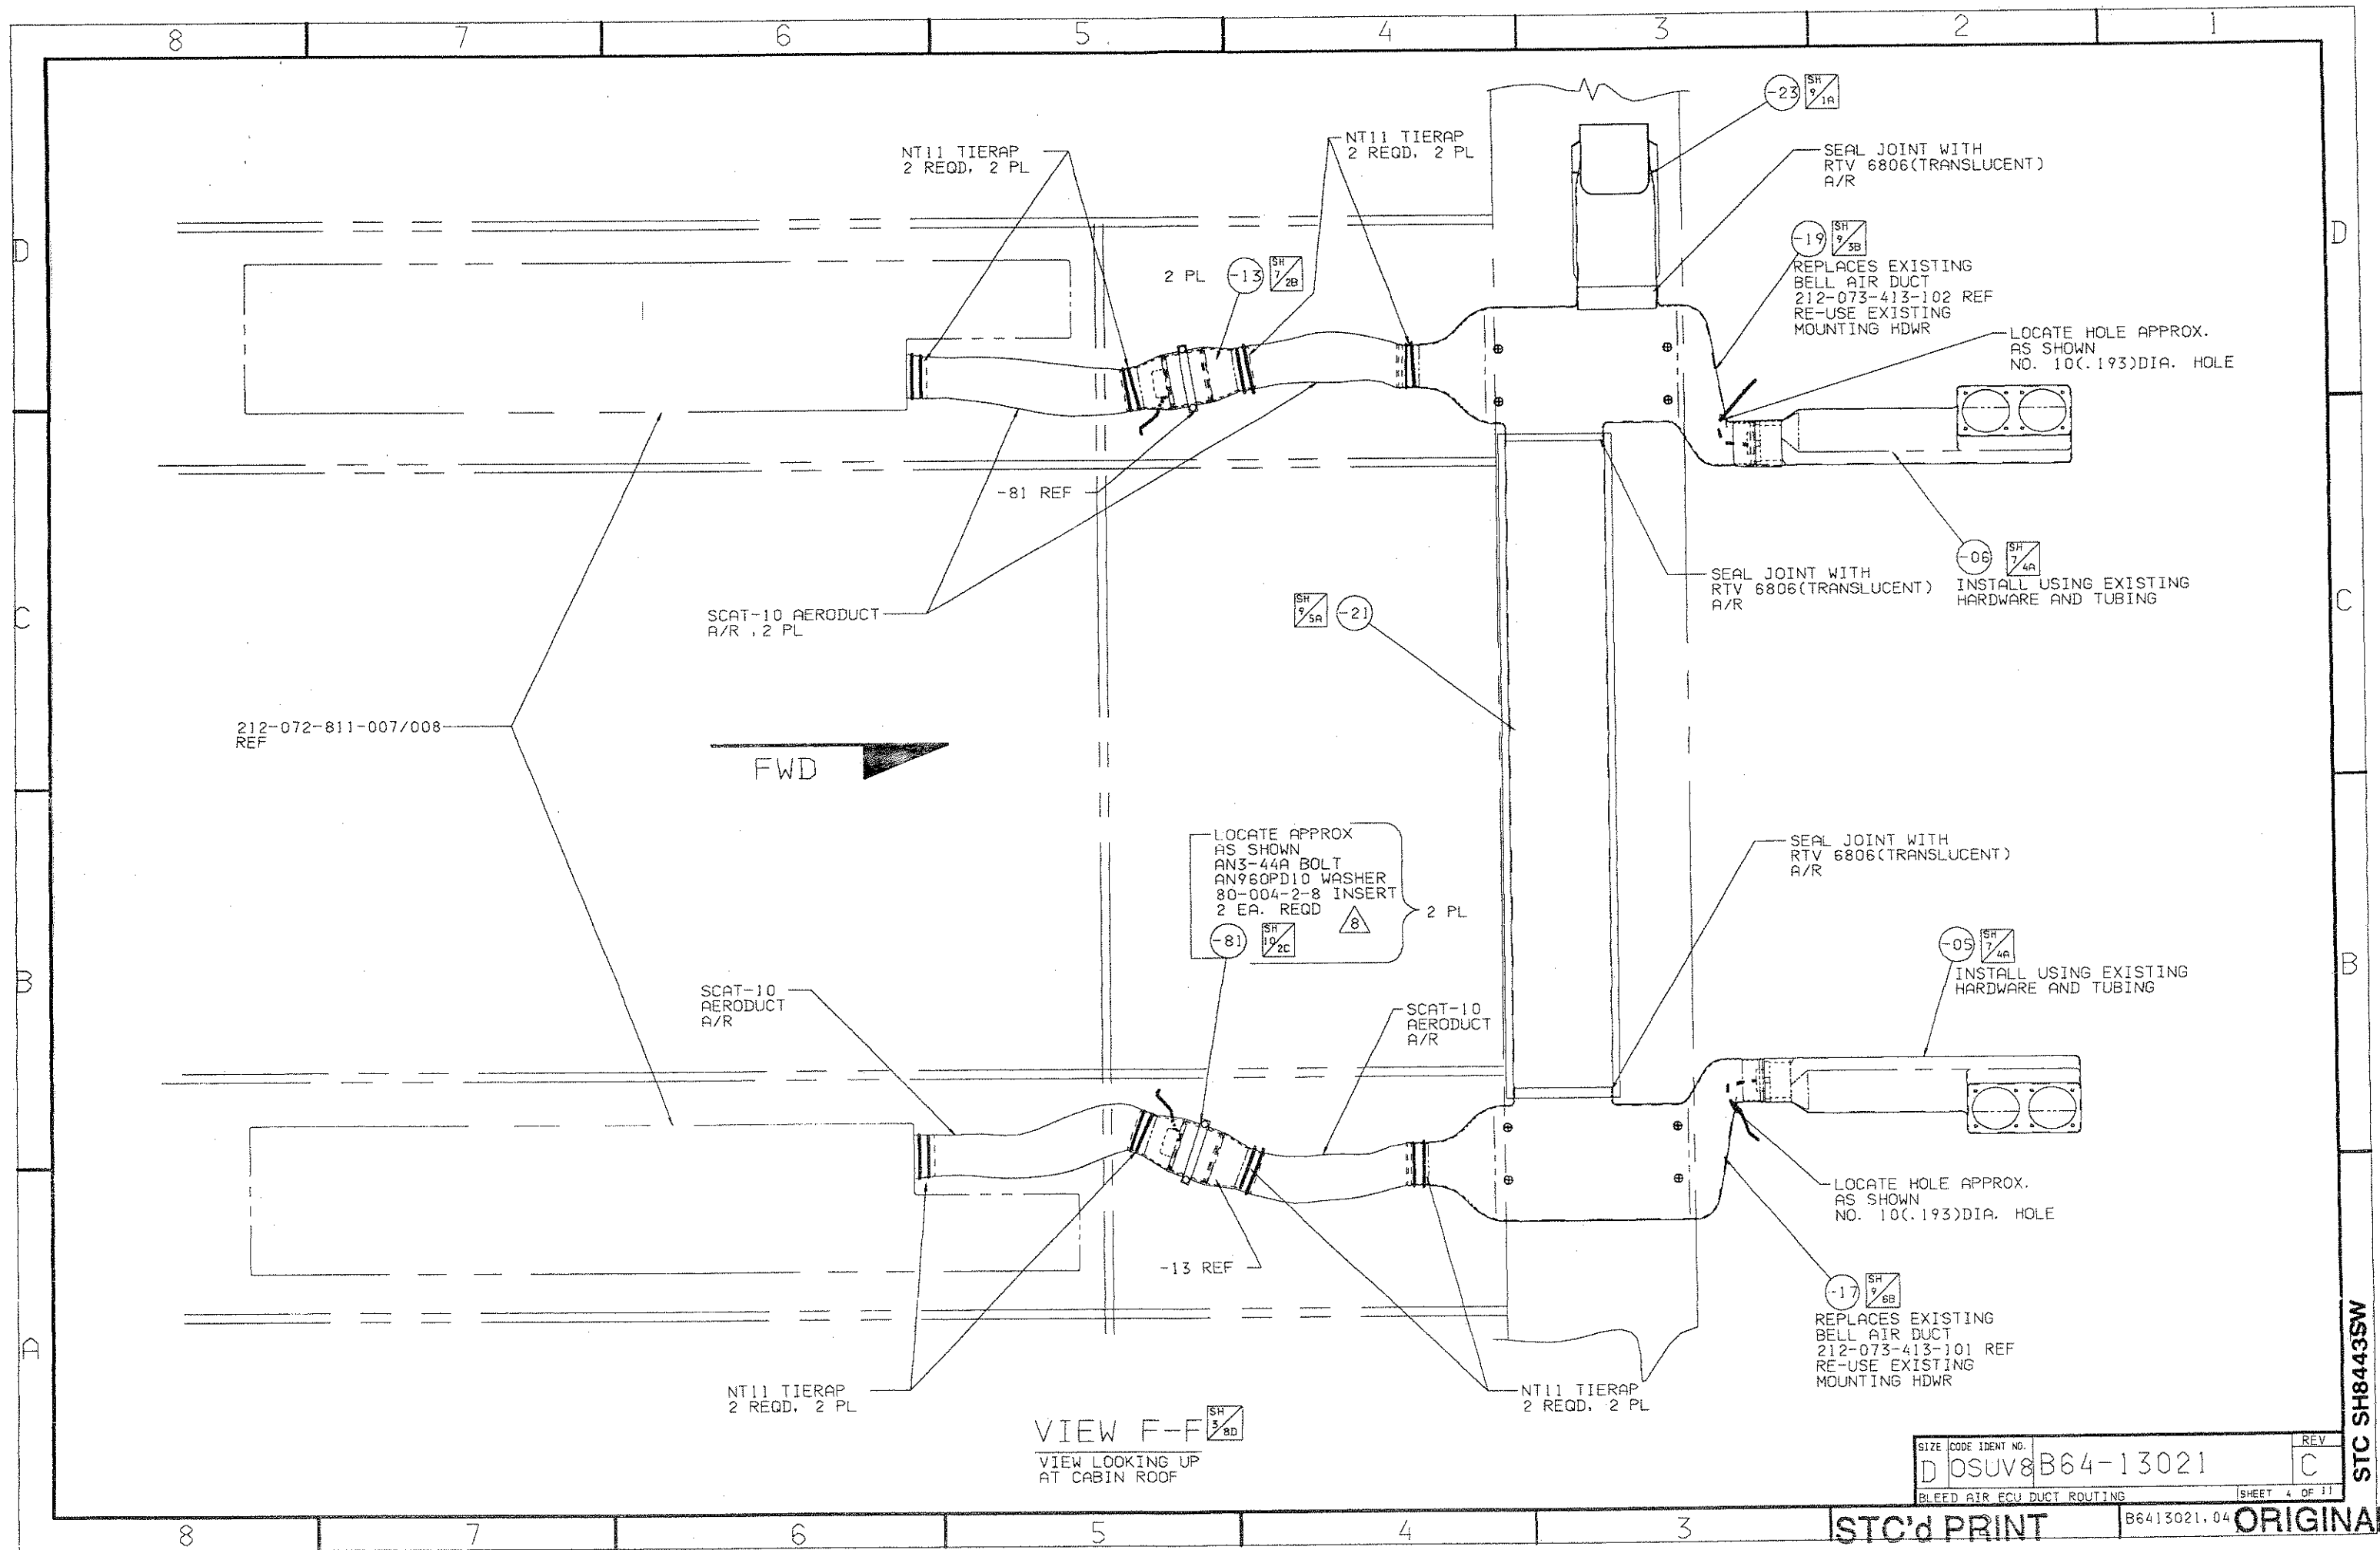 8 7 6 5 4 3 2 1
D
C
B
A
D
C
B
NT11 TIERAP
2 REQD, 2 PL
NT11 TIERAP
2 REQD, 2 PL
-23 SH 9/1A
SEAL JOINT WITH
RTV 6806(TRANSLUCENT)
A/R
2 PL -13 SH 7/2B
-19 SH 9/3B
REPLACES EXISTING
BELL AIR DUCT
212-073-413-102 REF
RE-USE EXISTING
MOUNTING HDWR
LOCATE HOLE APPROX.
AS SHOWN
NO. 10(.193)DIA. HOLE
-81 REF
SCAT-10 AERODUCT
A/R ,2 PL
SH 9/5A -21
SEAL JOINT WITH
RTV 6806(TRANSLUCENT)
A/R
-06 SH 7/4A
INSTALL USING EXISTING
HARDWARE AND TUBING
212-072-811-007/008
REF
FWD
LOCATE APPROX
AS SHOWN
AN3-44A BOLT
AN960PD10 WASHER
80-004-2-8 INSERT
2 EA. REQD 8
2 PL
-81 SH 10/2C
SEAL JOINT WITH
RTV 6806(TRANSLUCENT)
A/R
-05 SH 7/4A
INSTALL USING EXISTING
HARDWARE AND TUBING
SCAT-10
AERODUCT
A/R
SCAT-10
AERODUCT
A/R
-13 REF
LOCATE HOLE APPROX.
AS SHOWN
NO. 10(.193)DIA. HOLE
-17 SH 9/6B
REPLACES EXISTING
BELL AIR DUCT
212-073-413-101 REF
RE-USE EXISTING
MOUNTING HDWR
NT11 TIERAP
2 REQD, 2 PL
NT11 TIERAP
2 REQD, 2 PL
VIEW F-F SH 3/8D
VIEW LOOKING UP
AT CABIN ROOF
STC SH8443SW
SIZE CODE IDENT NO. REV
D OSUV8 B64-13021 C
BLEED AIR ECU DUCT ROUTING SHEET 4 OF 11
8 7 6 5 4 3
STC'd PRINT B6413021.04 ORIGINAL